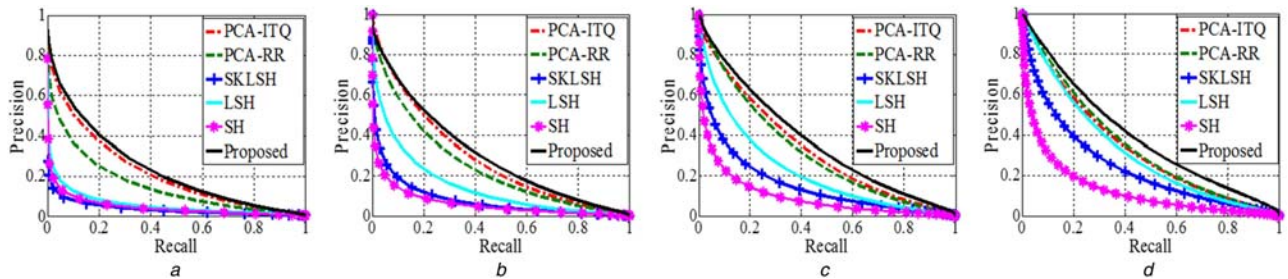 Precision
1
0.8
0.6
0.4
0.2
0
0
0.2
0.4
0.6
0.8
1
Recall
PCA-ITQ
PCA-RR
SKLSH
LSH
SH
Proposed
a
Precision
1
0.8
0.6
0.4
0.2
0
0
0.2
0.4
0.6
0.8
1
Recall
PCA-ITQ
PCA-RR
SKLSH
LSH
SH
Proposed
b
Precision
1
0.8
0.6
0.4
0.2
0
0
0.2
0.4
0.6
0.8
1
Recall
PCA-ITQ
PCA-RR
SKLSH
LSH
SH
Proposed
c
Precision
1
0.8
0.6
0.4
0.2
0
0
0.2
0.4
0.6
0.8
1
Recall
PCA-ITQ
PCA-RR
SKLSH
LSH
SH
Proposed
d